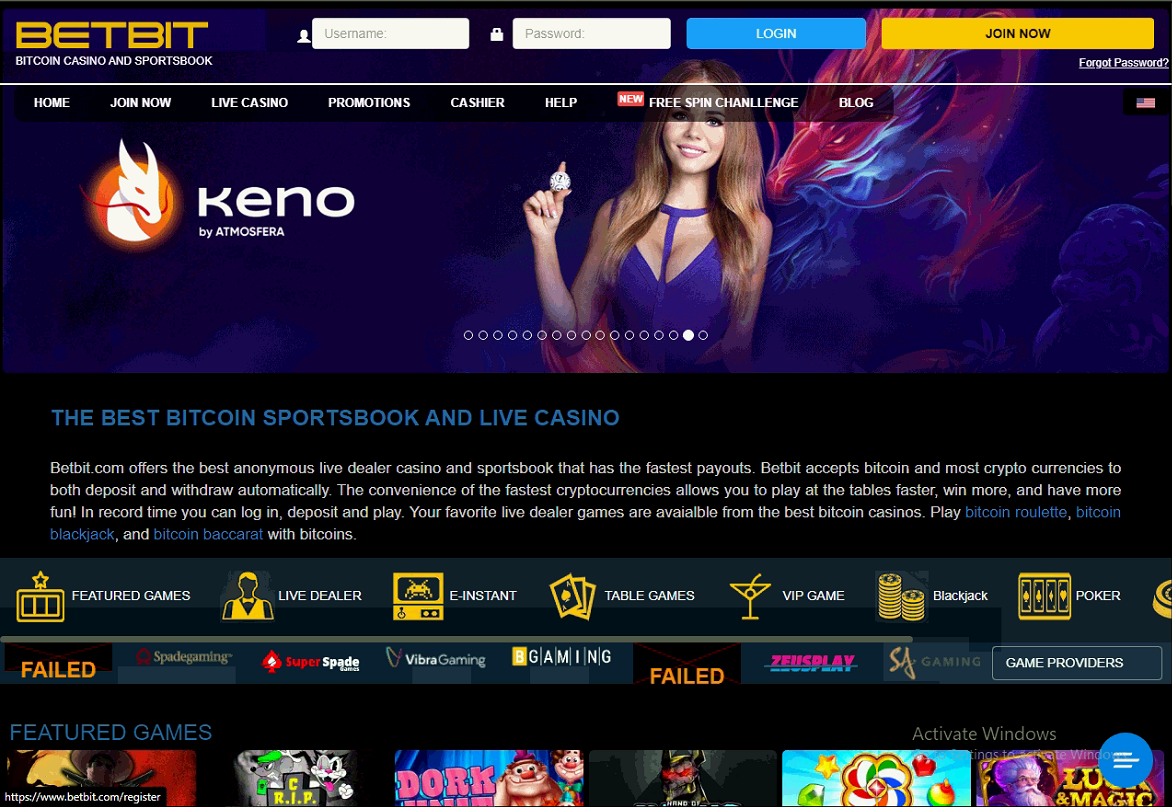 BETBIT
BITCOIN CASINO AND SPORTSBOOK
Username:
Password:
LOGIN
JOIN NOW
Forgot Password?
HOME
JOIN NOW
LIVE CASINO
PROMOTIONS
CASHIER
HELP
NEW
FREE SPIN CHANLLENGE
BLOG
keno
by ATMOSFERA
7
THE BEST BITCOIN SPORTSBOOK AND LIVE CASINO
Betbit.com offers the best anonymous live dealer casino and sportsbook that has the fastest payouts. Betbit accepts bitcoin and most crypto currencies to
both deposit and withdraw automatically. The convenience of the fastest cryptocurrencies allows you to play at the tables faster, win more, and have more
fun! In record time you can log in, deposit and play. Your favorite live dealer games are avaialble from the best bitcoin casinos. Play bitcoin roulette, bitcoin
blackjack, and bitcoin baccarat with bitcoins.
FEATURED GAMES
LIVE DEALER
E-INSTANT
TABLE GAMES
VIP GAME
Blackjack
POKER
FAILED
Spadegaming
Super Spade
Games
VibraGaming
BGAMING
FAILED
ZEUSPLAY
SA GAMING
GAME PROVIDERS
FEATURED GAMES
Activate Windows
to activate Windows
R.I.P.
DORK
HAND OF
LUCK
& MAGIC
https://www.betbit.com/register